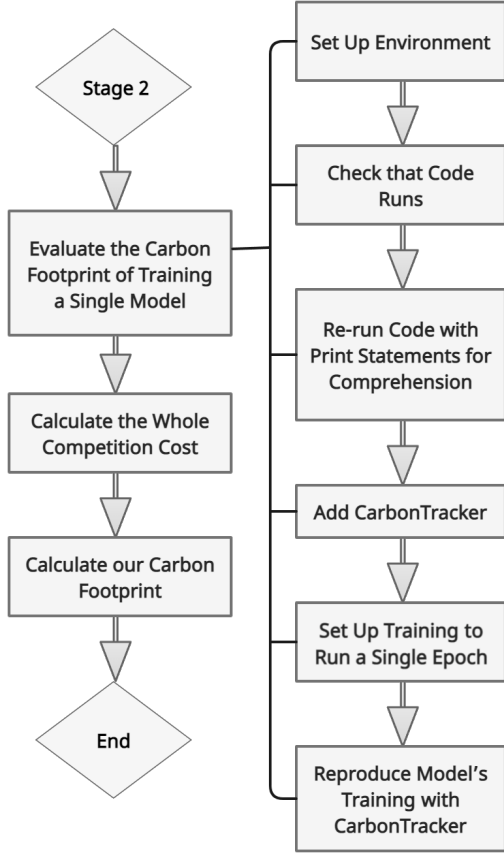 Stage 2
Evaluate the Carbon
Footprint of Training
a Single Model
Calculate the Whole
Competition Cost
Calculate our Carbon
Footprint
End
Set Up Environment
Check that Code
Runs
Re-run Code with
Print Statements for
Comprehension
Add CarbonTracker
Set Up Training to
Run a Single Epoch
Reproduce Model's
Training with
CarbonTracker